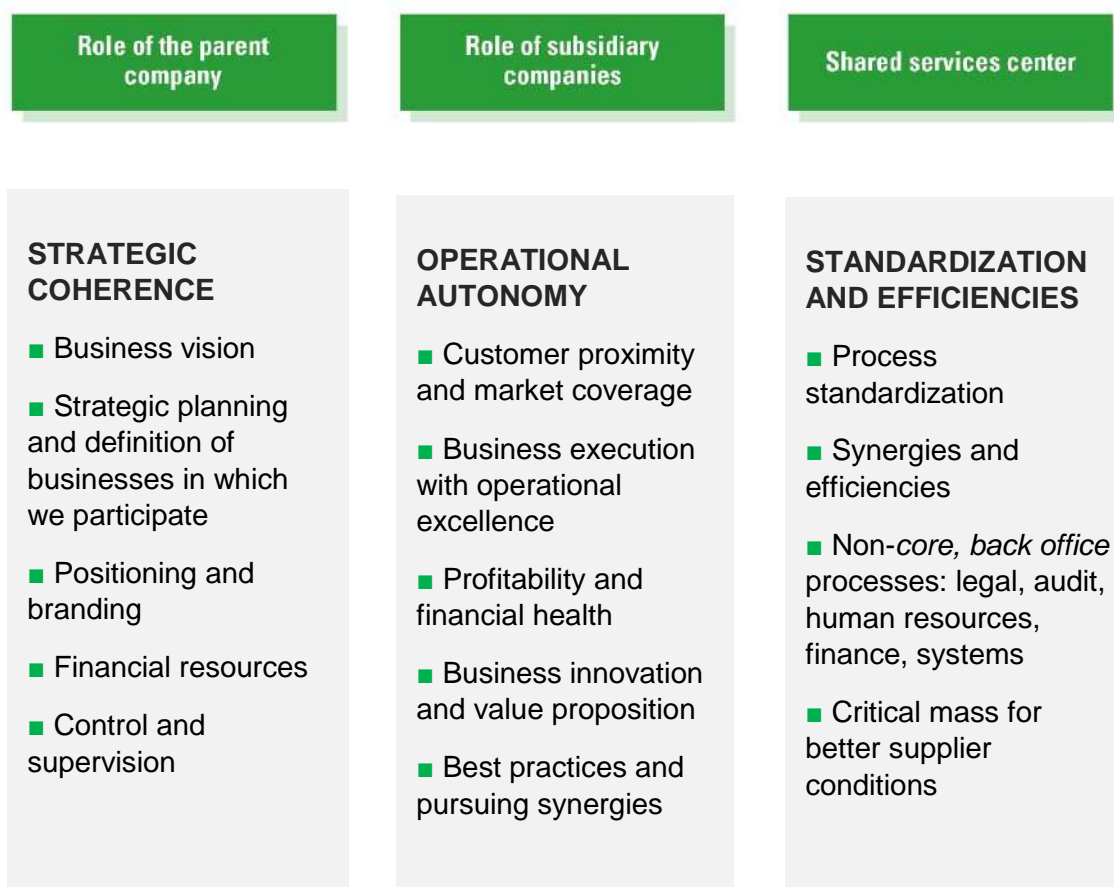 Role of the parent
company
STRATEGIC
COHERENCE
■ Business vision
■ Strategic planning
and definition of
businesses in which
we participate
■ Positioning and
branding
■ Financial resources
■ Control and
supervision
Role of subsidiary
companies
OPERATIONAL
AUTONOMY
■ Customer proximity
and market coverage
■ Business execution
with operational
excellence
■ Profitability and
financial health
■ Business innovation
and value proposition
■ Best practices and
pursuing synergies
Shared services center
STANDARDIZATION
AND EFFICIENCIES
■ Process
standardization
■ Synergies and
efficiencies
■ Non-core, back office
processes: legal, audit,
human resources,
finance, systems
■ Critical mass for
better supplier
conditions